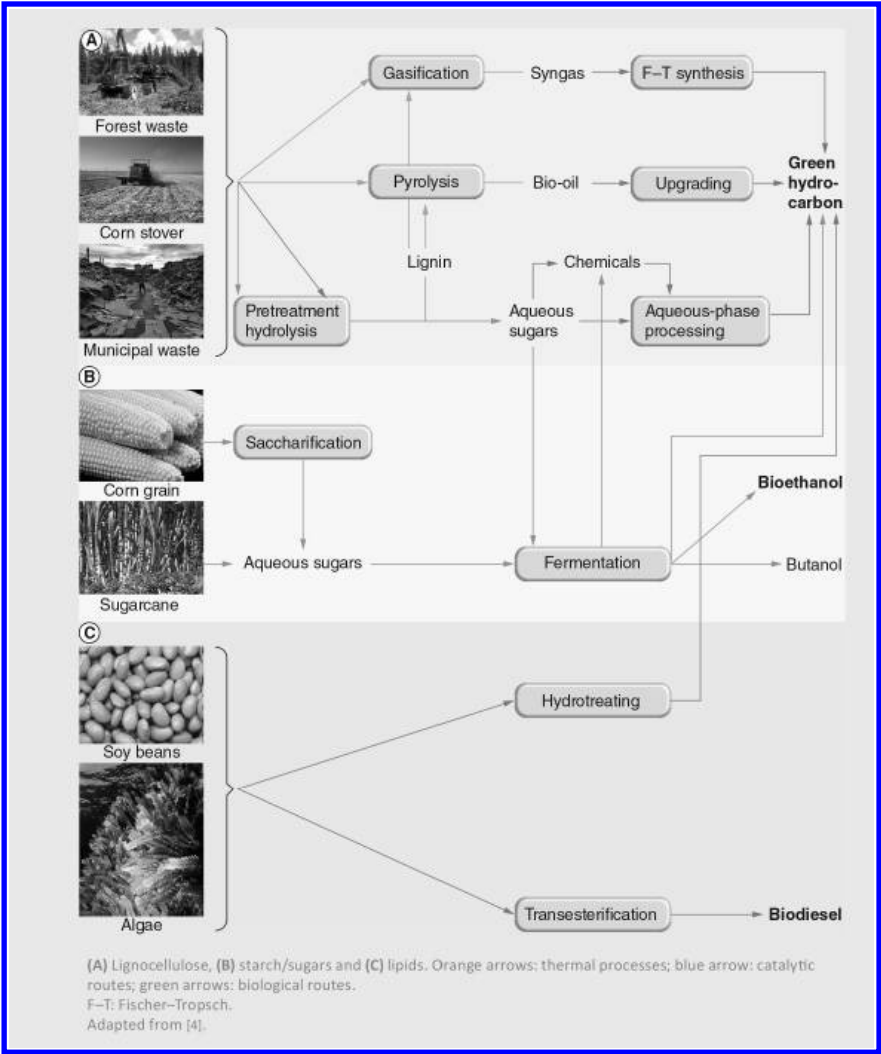 A
Forest waste
Corn stover
Municipal waste
Gasification
Syngas
F–T synthesis
Pyrolysis
Bio-oil
Upgrading
Green
hydro-
carbon
Lignin
Chemicals
Pretreatment
hydrolysis
Aqueous
sugars
Aqueous-phase
processing
B
Corn grain
Saccharification
Sugarcane
Aqueous sugars
Fermentation
Bioethanol
Butanol
C
Soy beans
Algae
Hydrotreating
Transesterification
Biodiesel
(A) Lignocellulose, (B) starch/sugars and (C) lipids. Orange arrows: thermal processes; blue arrow: catalytic
routes; green arrows: biological routes.
F–T: Fischer–Tropsch.
Adapted from [4].